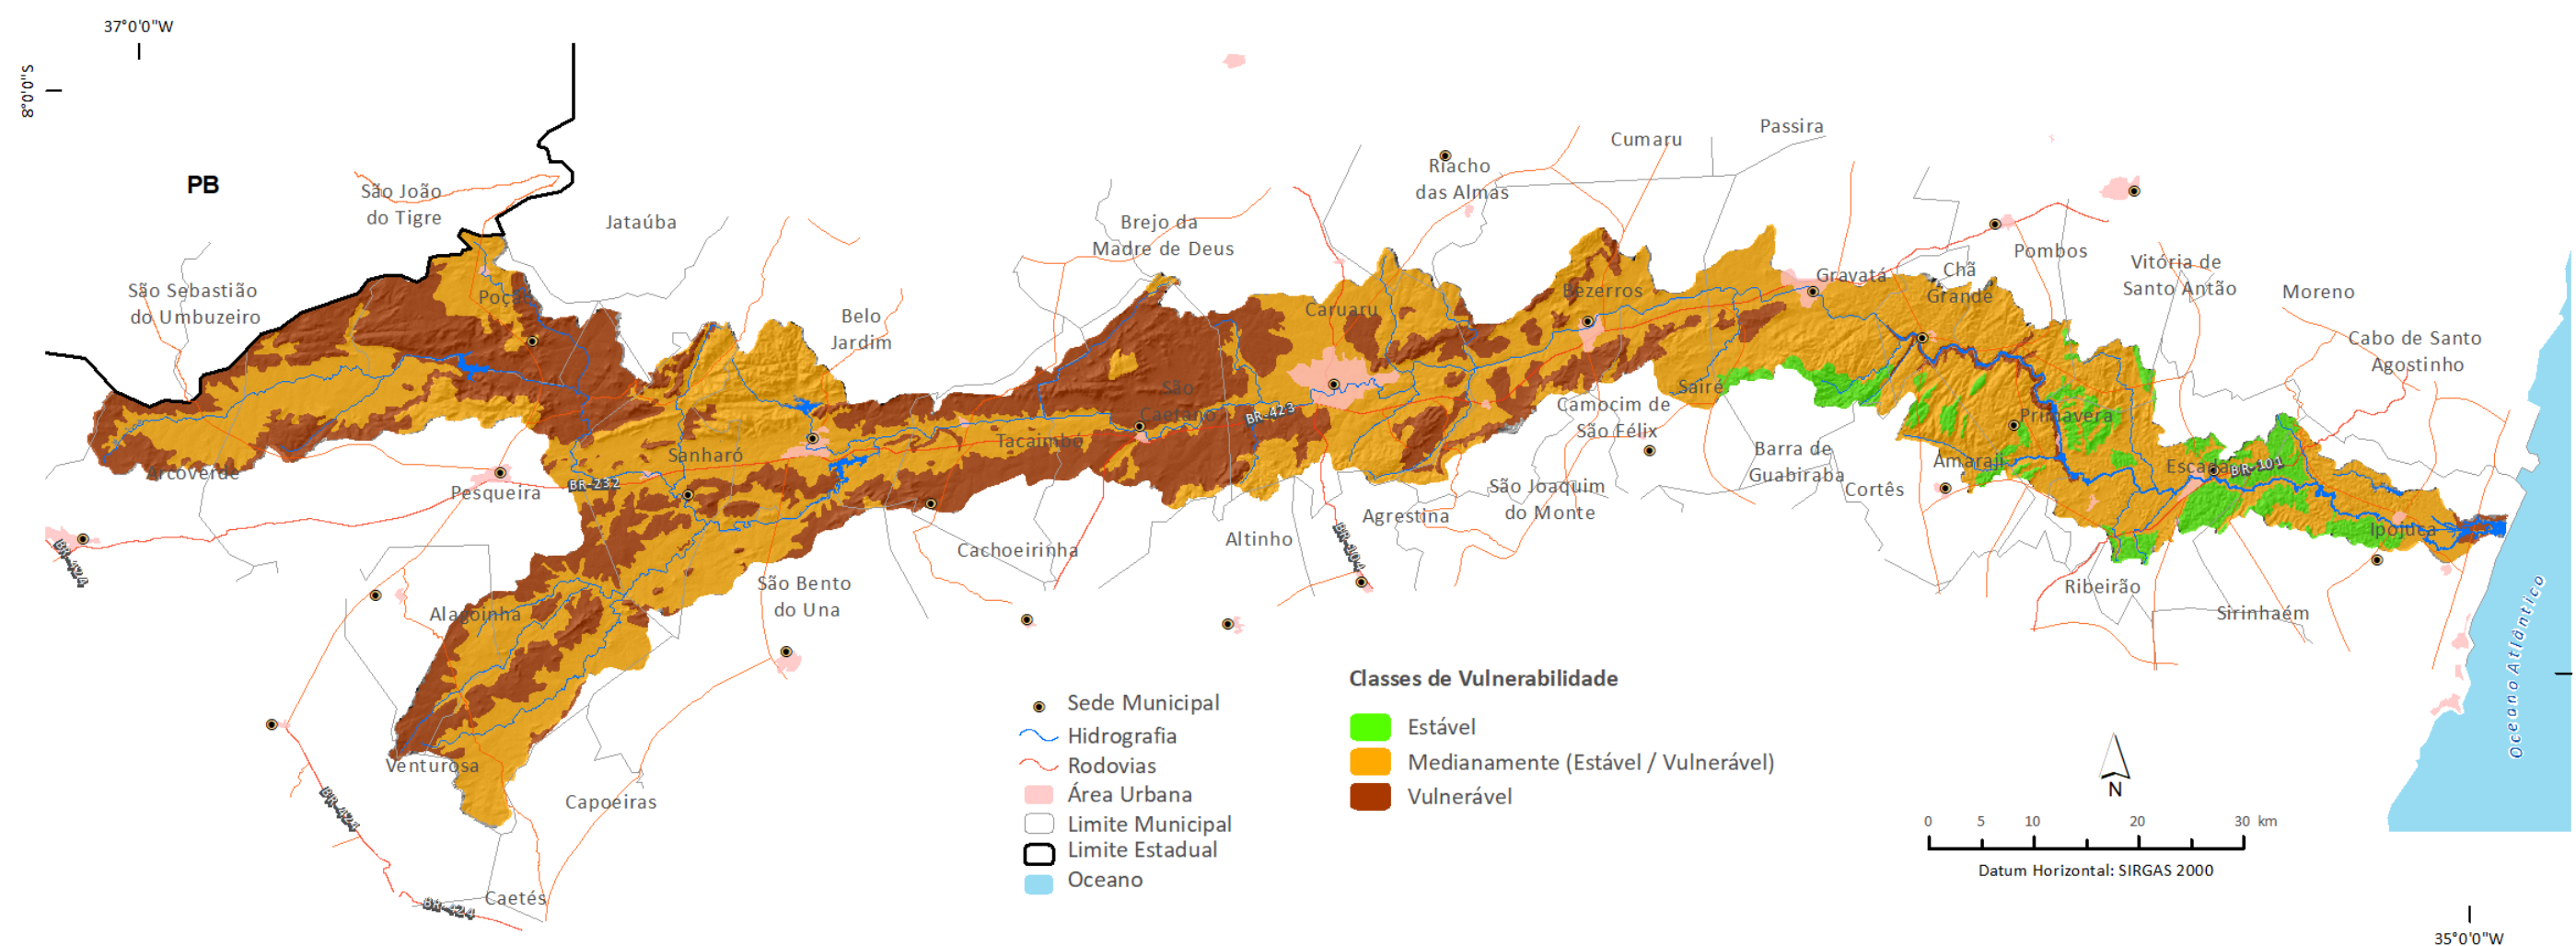 37°0'0"W
8°0'0"S
PB
São João
do Tigre
Jataúba
São Sebastião
do Umbuzeiro
Poção
Belo
Jardim
Brejo da
Madre de Deus
Riacho
das Almas
Cumaru
Passira
Caruaru
Bezerros
Gravatá
Chã
Grande
Pombos
Vitória de
Santo Antão
Moreno
Cabo de Santo
Agostinho
Arcoverde
Pesqueira
BR-232
Sanharó
Tacaimbó
São
Caetano
BR-423
Sairé
Camocim de
São Félix
Barra de
Guabiraba
Cortês
Primavera
Amaraji
Escada
BR-101
Ipojuca
BR-424
Alagoinha
São Bento
do Una
Cachoeirinha
Altinho
BR-104
Agrestina
São Joaquim
do Monte
Ribeirão
Sirinhaém
Oceano Atlântico
Venturosa
Capoeiras
BR-424
BR-424
Caetés
Sede Municipal
Hidrografia
Rodovias
Área Urbana
Limite Municipal
Limite Estadual
Oceano
Classes de Vulnerabilidade
Estável
Medianamente (Estável / Vulnerável)
Vulnerável
N
0 5 10 20 30 km
Datum Horizontal: SIRGAS 2000
35°0'0"W